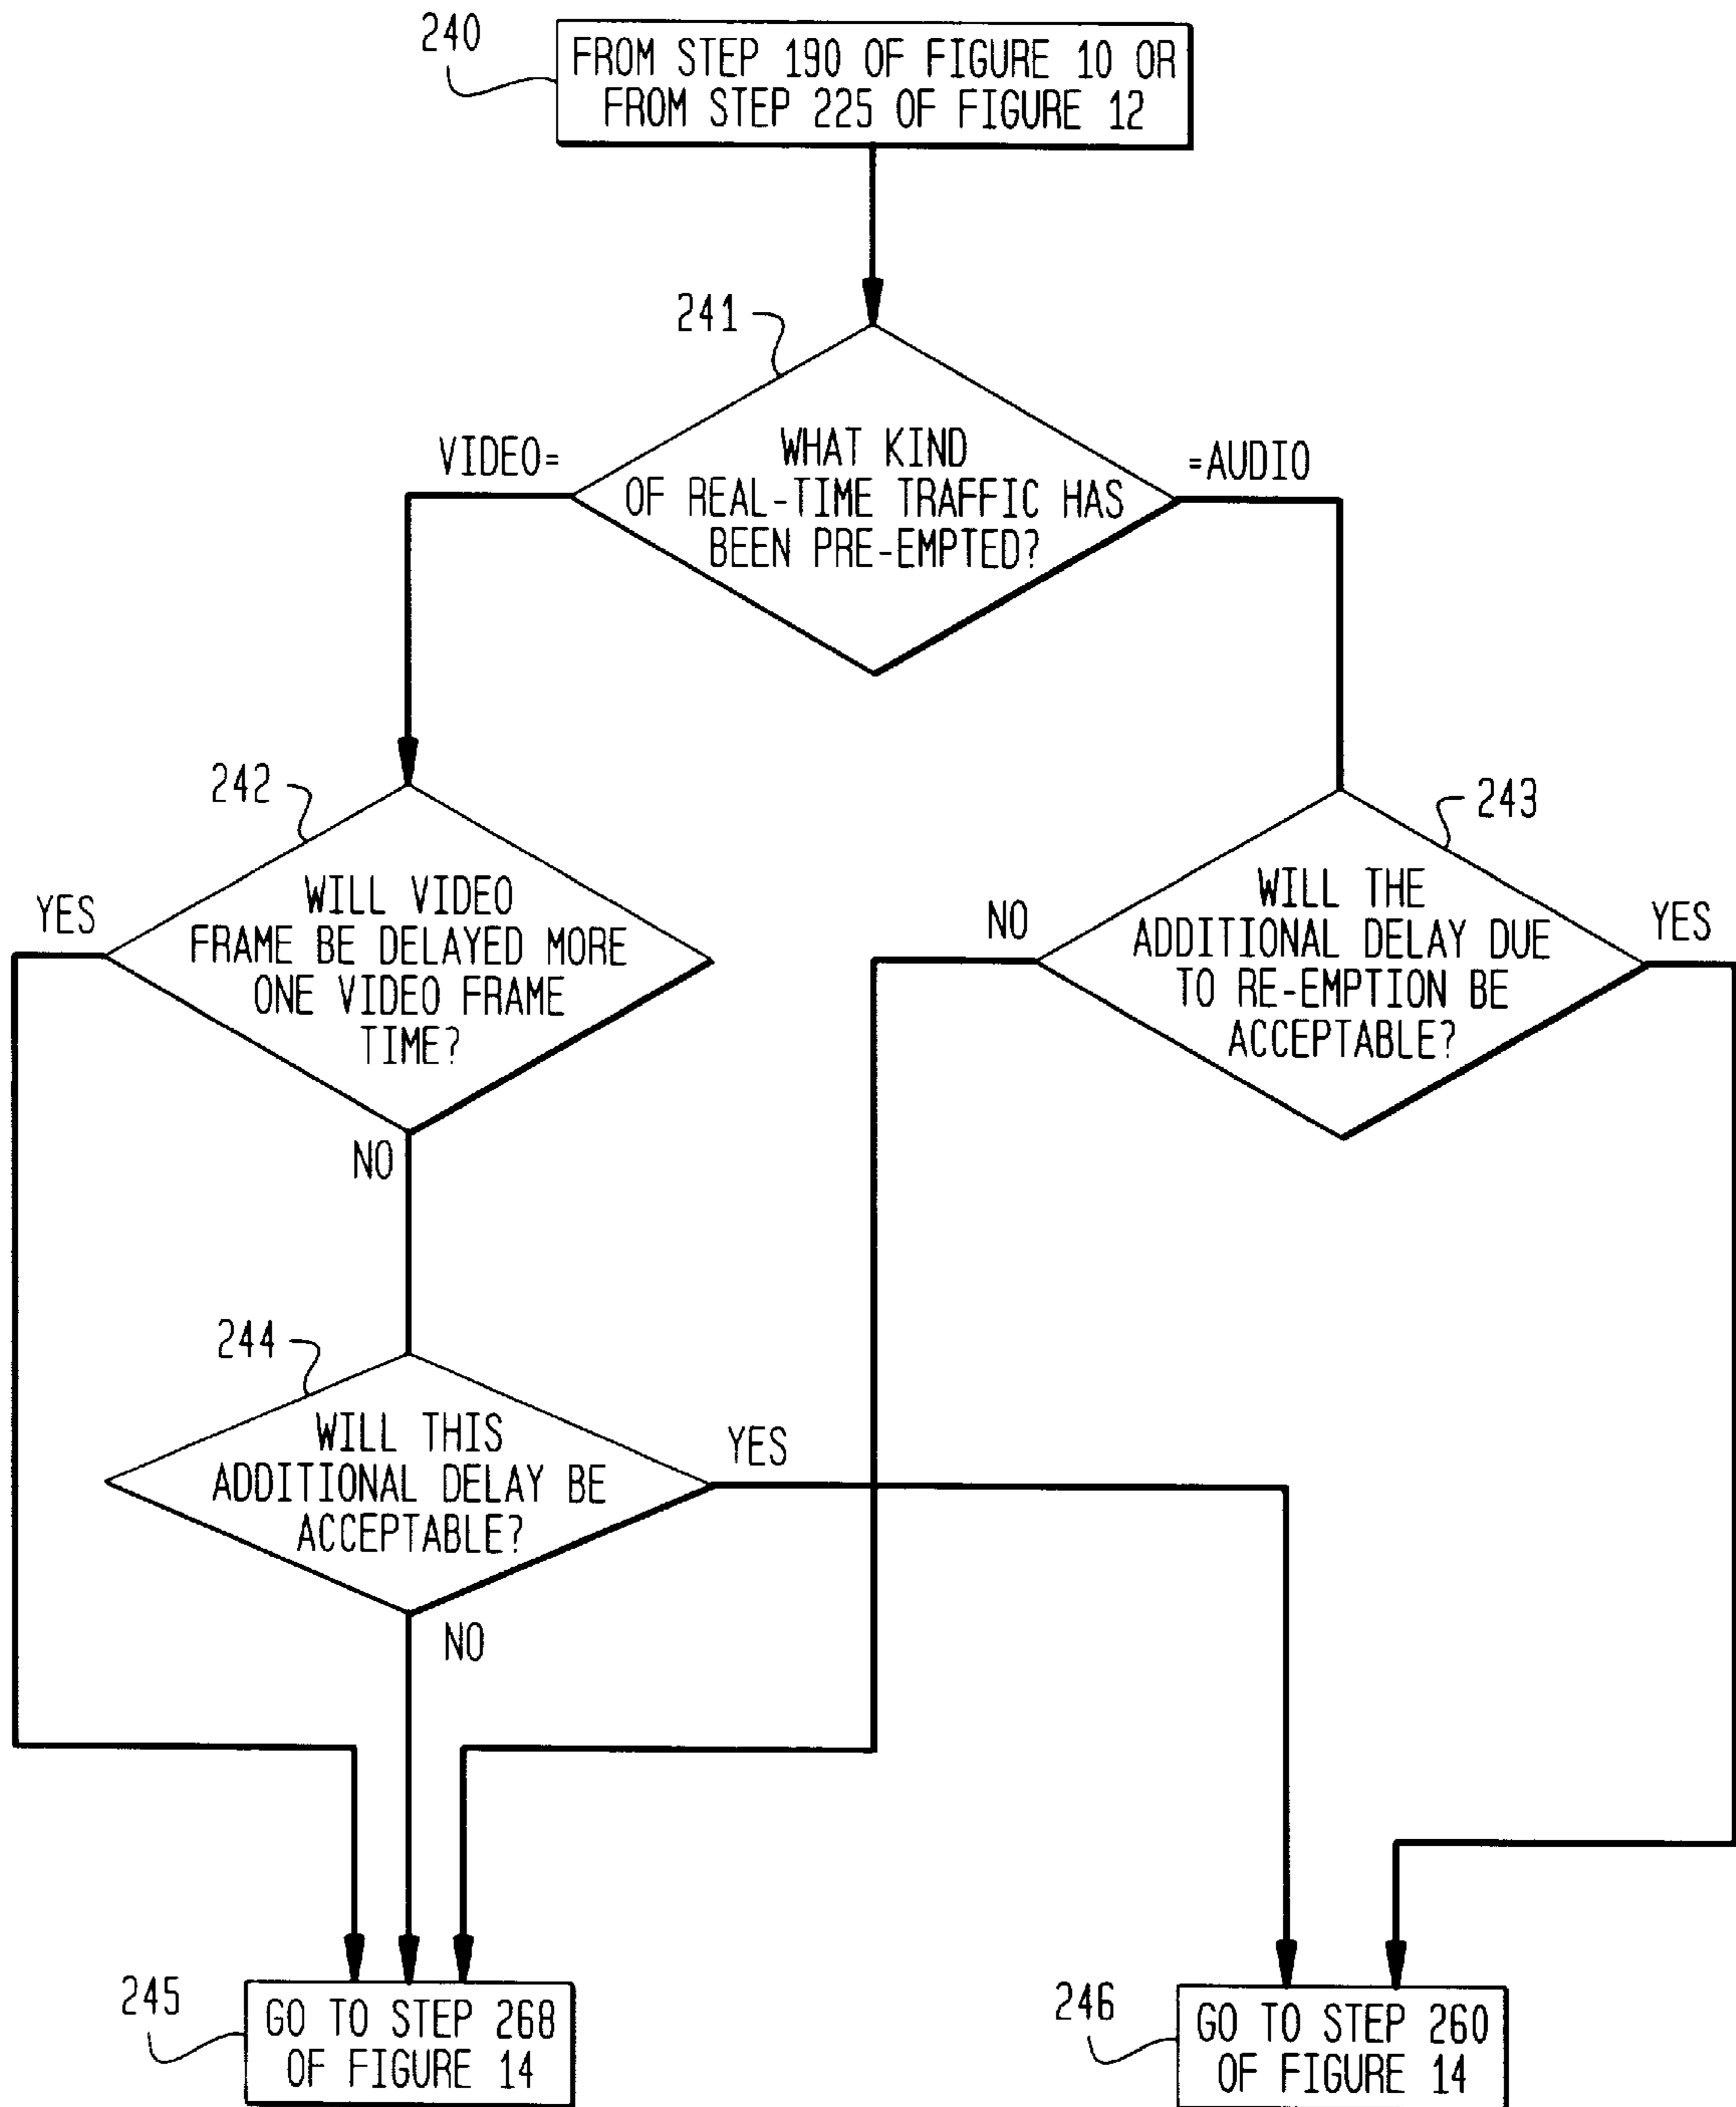 240
FROM STEP 190 OF FIGURE 10 OR
FROM STEP 225 OF FIGURE 12
241
WHAT KIND
OF REAL-TIME TRAFFIC HAS
BEEN PRE-EMPTED?
VIDEO=
=AUDIO
242
WILL VIDEO
FRAME BE DELAYED MORE
ONE VIDEO FRAME
TIME?
YES
NO
243
WILL THE
ADDITIONAL DELAY DUE
TO RE-EMPTION BE
ACCEPTABLE?
NO
YES
244
WILL THIS
ADDITIONAL DELAY BE
ACCEPTABLE?
YES
NO
245
GO TO STEP 268
OF FIGURE 14
246
GO TO STEP 260
OF FIGURE 14